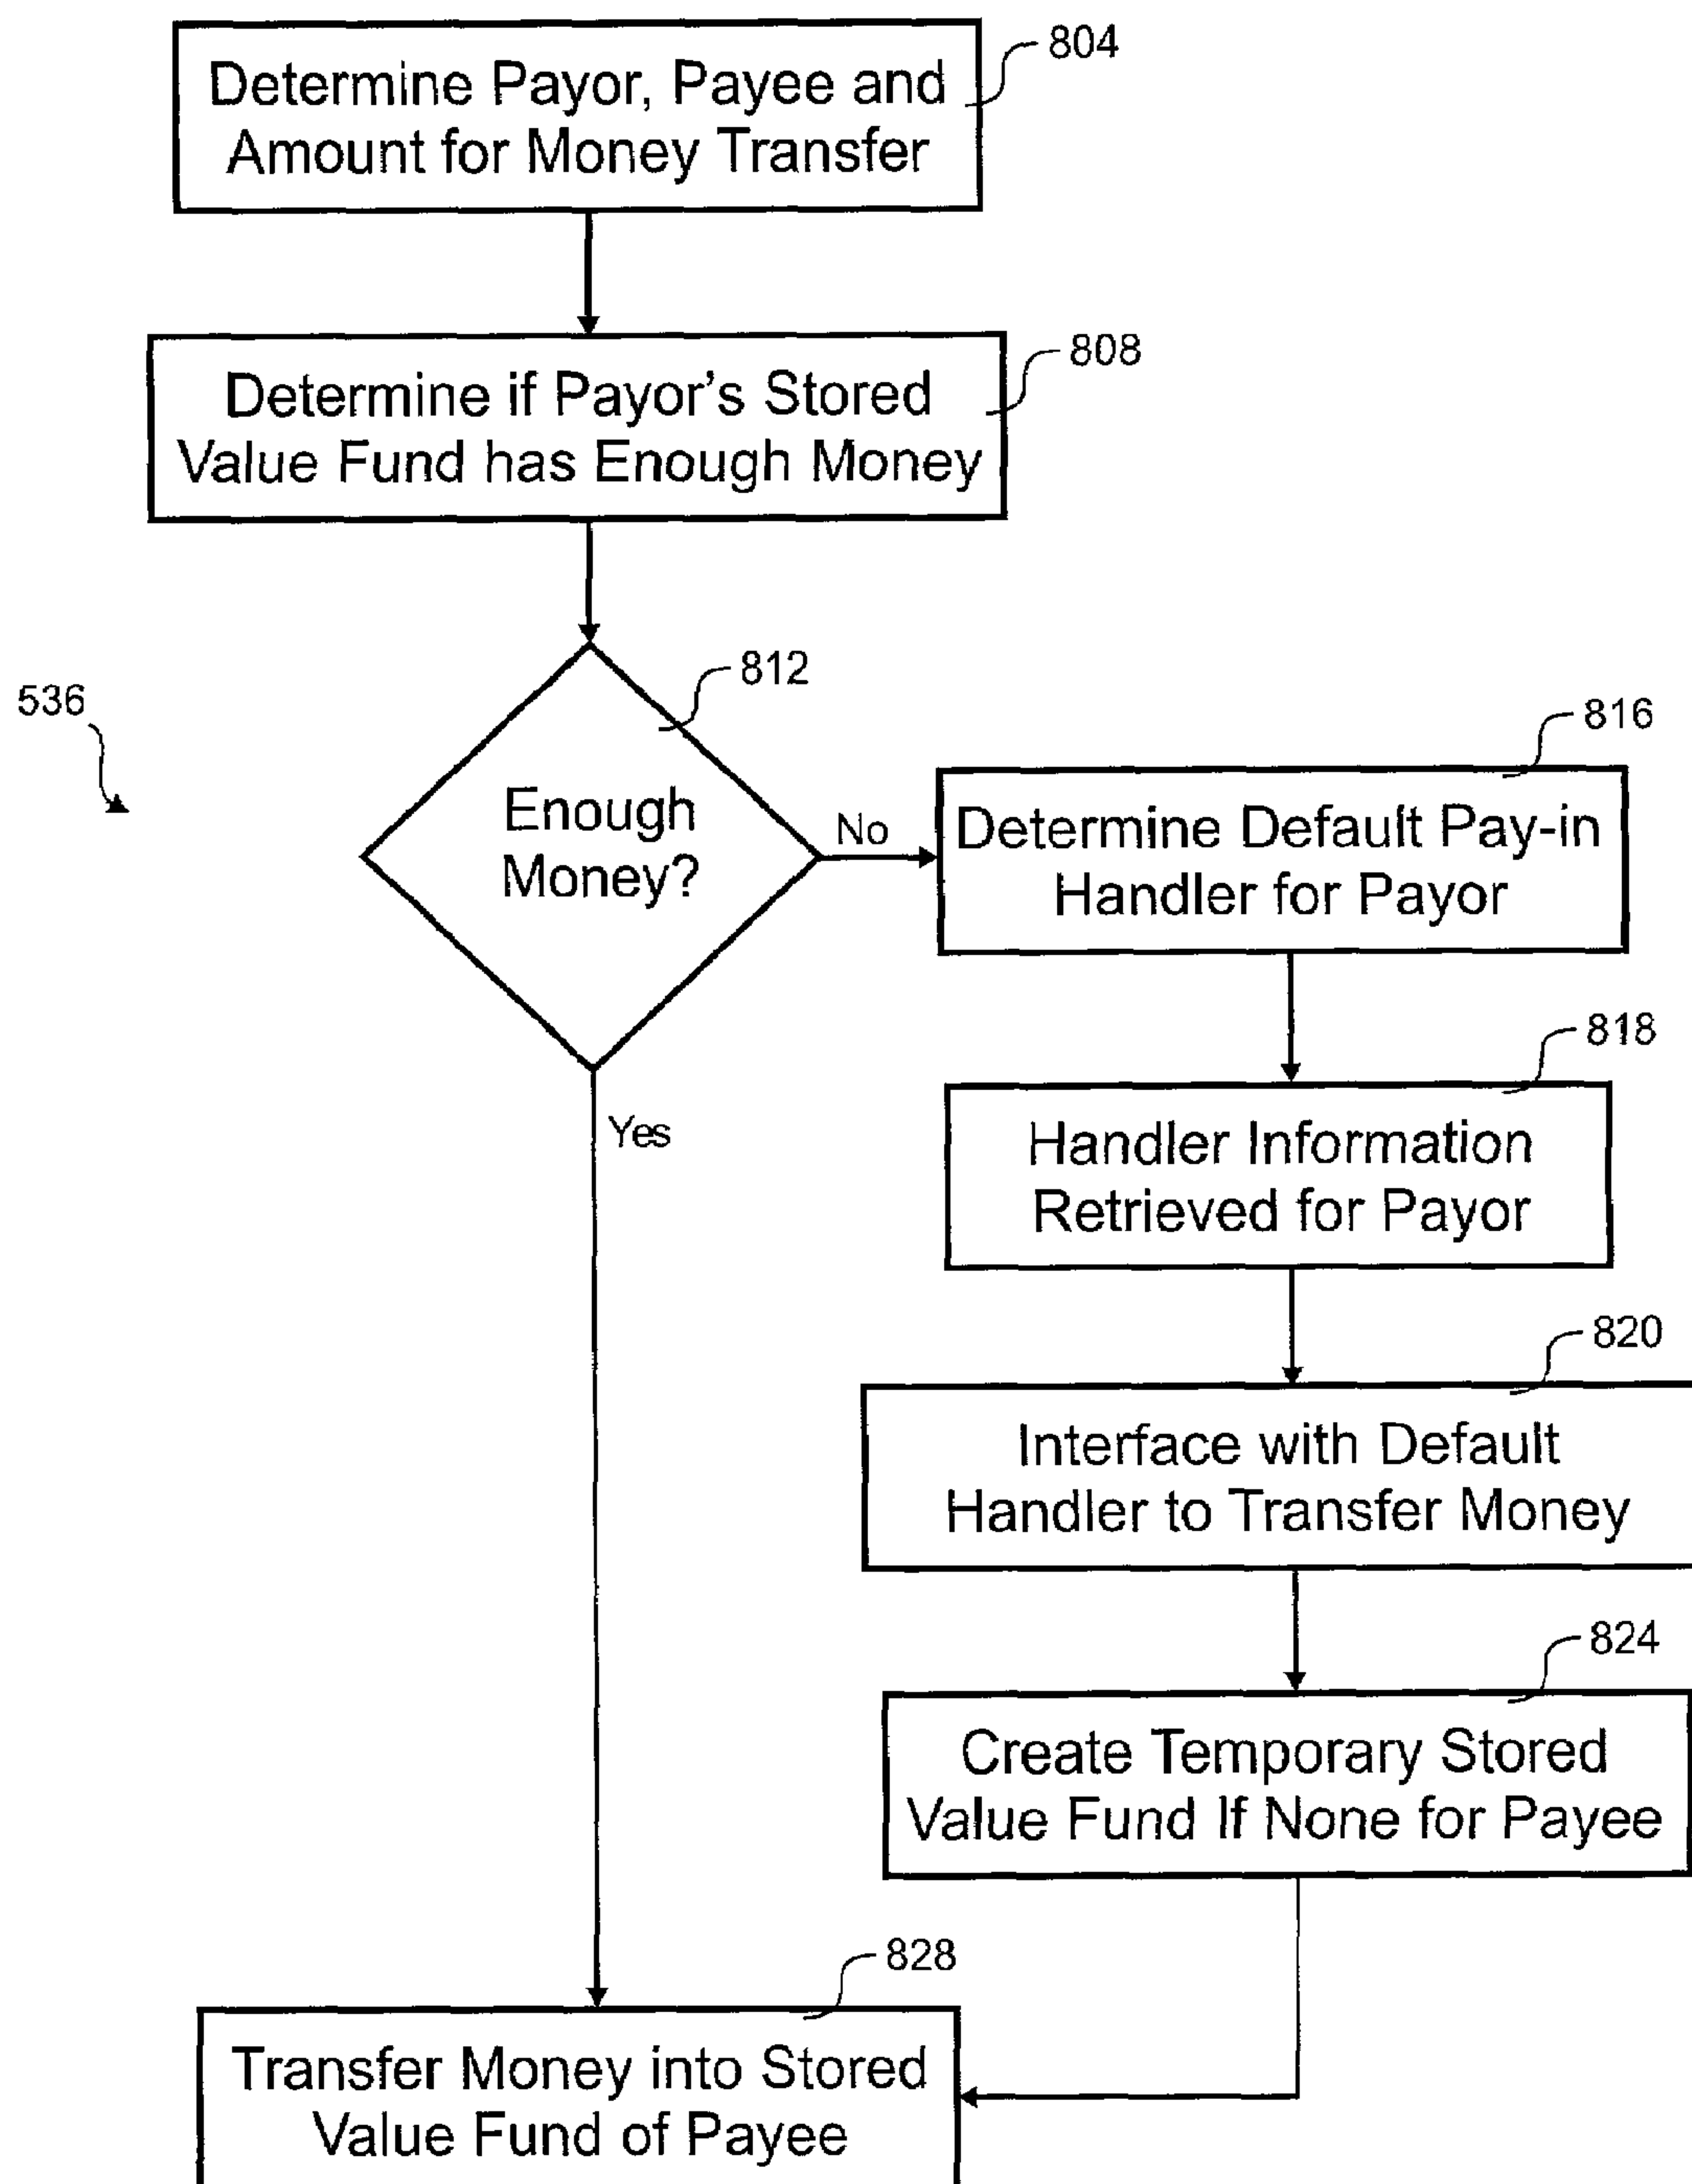 804
Determine Payor, Payee and
Amount for Money Transfer
808
Determine if Payor's Stored
Value Fund has Enough Money
812
536
Enough
Money?
No
816
Determine Default Pay-in
Handler for Payor
818
Yes
Handler Information
Retrieved for Payor
820
Interface with Default
Handler to Transfer Money
824
Create Temporary Stored
Value Fund If None for Payee
828
Transfer Money into Stored
Value Fund of Payee